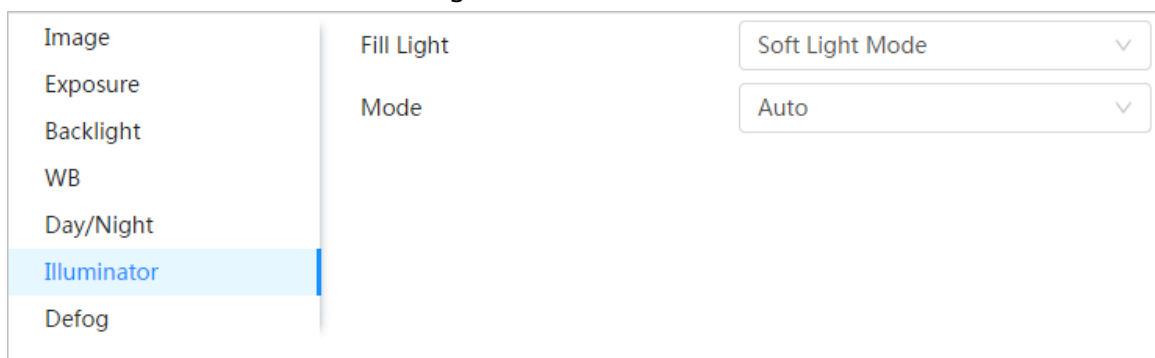 Image
Exposure
Backlight
WB
Day/Night
Illuminator
Defog
Fill Light
Soft Light Mode
Mode
Auto